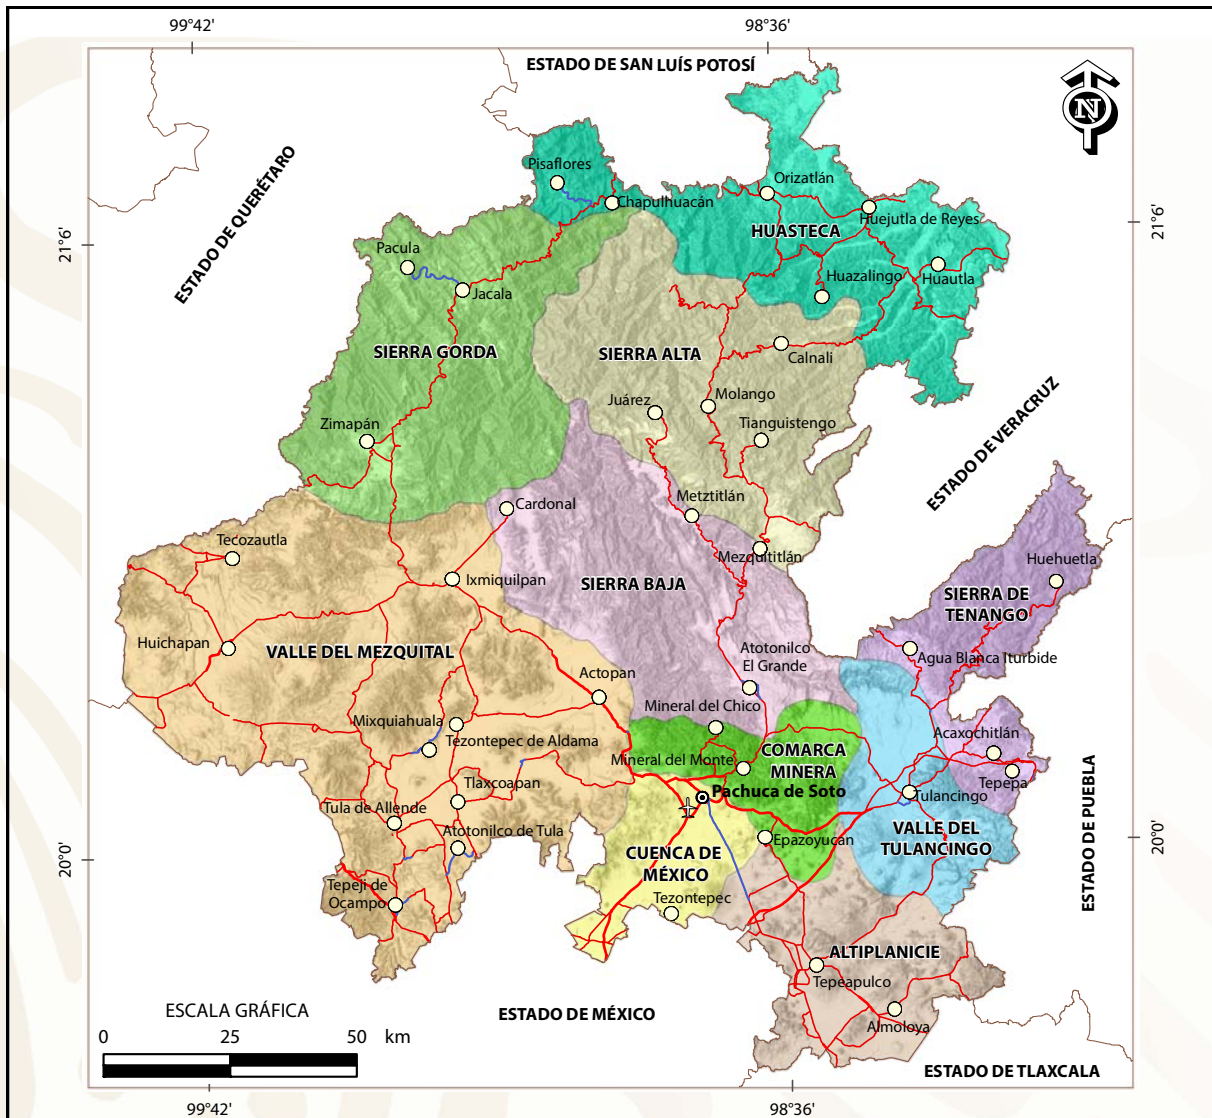 99°42'
98°36'
ESTADO DE SAN LUÍS POTOSÍ
N
ESTADO DE QUERÉTARO
Pisaflores
Orizatlán
Chapulhuacán
Huejutla de Reyes
HUASTECA
21°6'
21°6'
Pacula
Jacala
Huazalingo
Huautla
SIERRA GORDA
SIERRA ALTA
Calnali
Juárez
Molango
Tianguistengo
Zimapán
ESTADO DE VERACRUZ
Cardonal
Metztitlán
Tecozautla
Mezquititlán
Ixmiquilpan
SIERRA BAJA
Huehuetla
SIERRA DE
TENANGO
Huichapan
VALLE DEL MEZQUITAL
Atotonilco
El Grande
Agua Blanca Iturbide
Actopan
Mineral del Chico
Mixquiahuala
Tezontepec de Aldama
Acaxochitlán
COMARCA
MINERA
Mineral del Monte
Tepepa
Tlaxcoapan
Pachuca de Soto
Tulancingo
Tula de Allende
Atotonilco de Tula
Epazoyucan
VALLE DEL
TULANCINGO
ESTADO DE PUEBLA
20°0'
20°0'
CUENCA DE
MÉXICO
Tepeji de
Ocampo
Tezontepec
ALTIPLANICIE
Tepeapulco
Almoloya
ESCALA GRÁFICA
0 25 50 km
ESTADO DE MÉXICO
ESTADO DE TLAXCALA
99°42'
98°36'